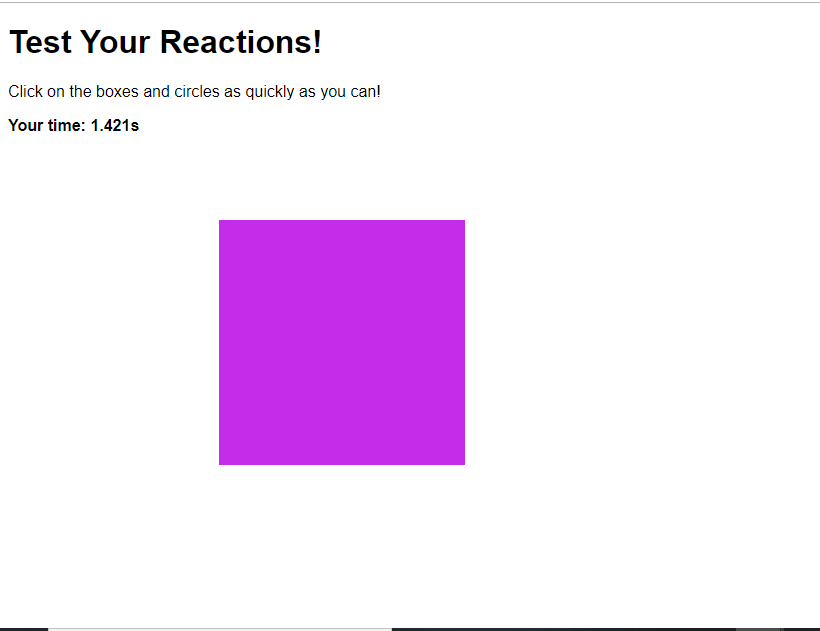 Test Your Reactions!
Click on the boxes and circles as quickly as you can!
Your time: 1.421s